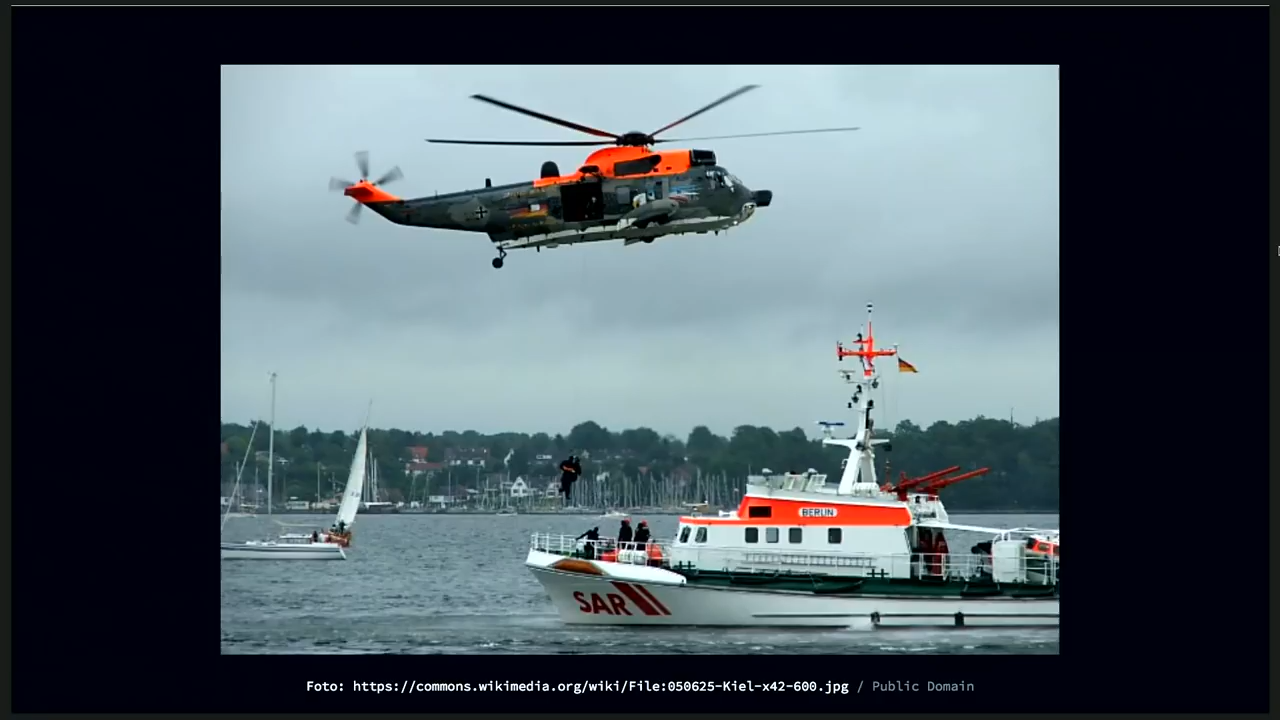 BERLIN
SAR
Foto: https://commons.wikimedia.org/wiki/File:050625-Kiel-x42-600.jpg / Public Domain